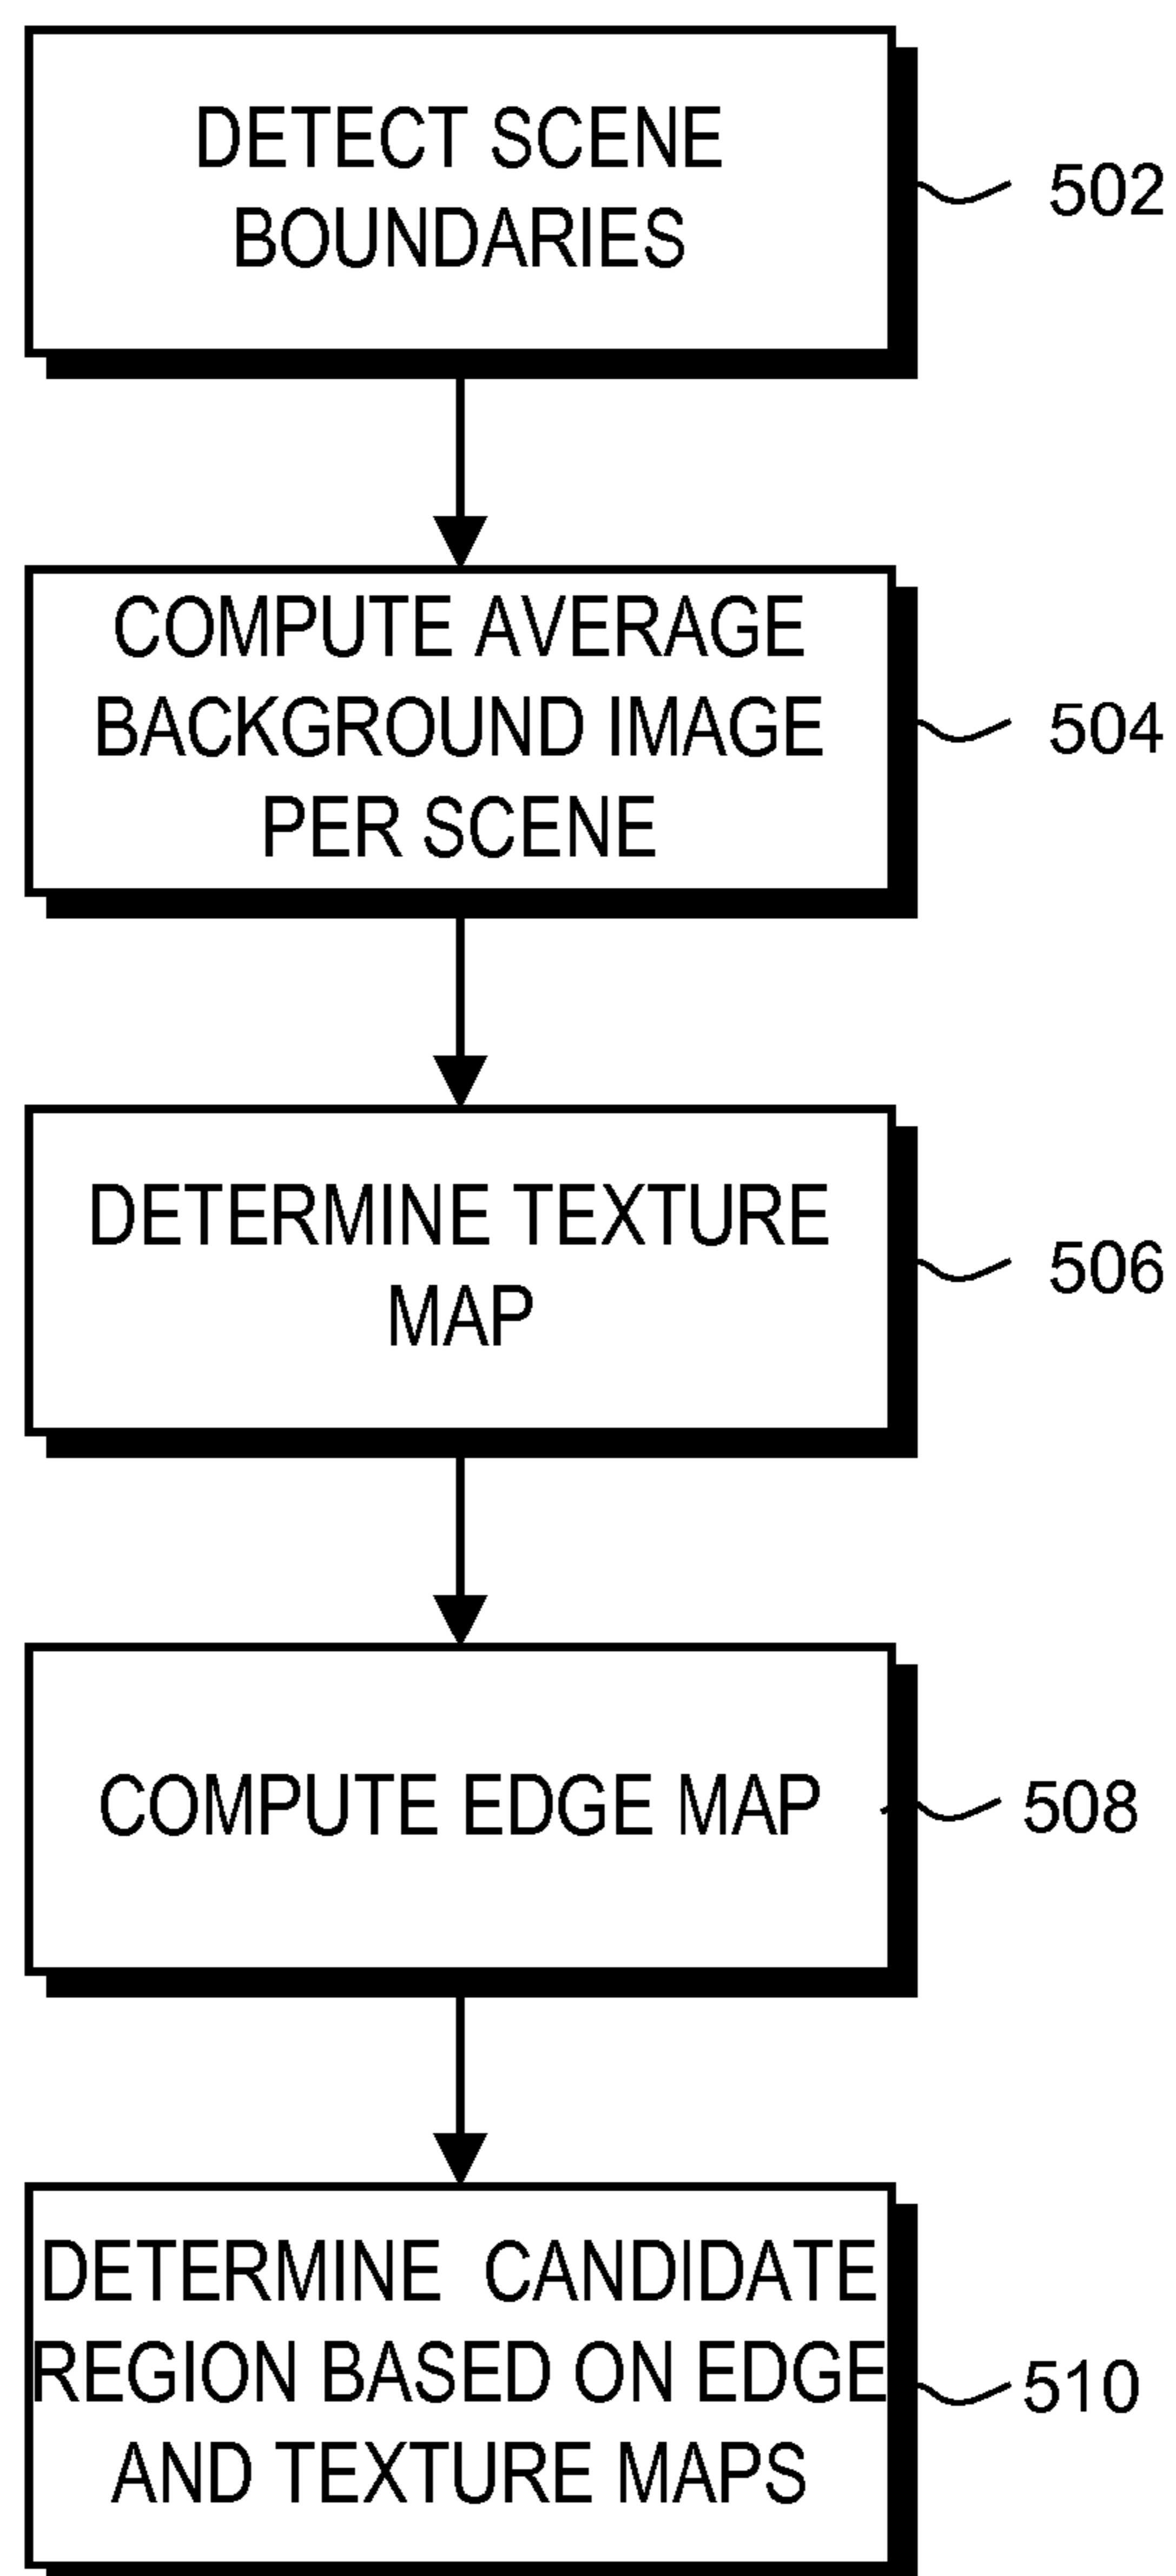 DETECT SCENE
BOUNDARIES
502
COMPUTE AVERAGE
BACKGROUND IMAGE
PER SCENE
504
DETERMINE TEXTURE
MAP
506
COMPUTE EDGE MAP
508
DETERMINE CANDIDATE
REGION BASED ON EDGE
AND TEXTURE MAPS
510